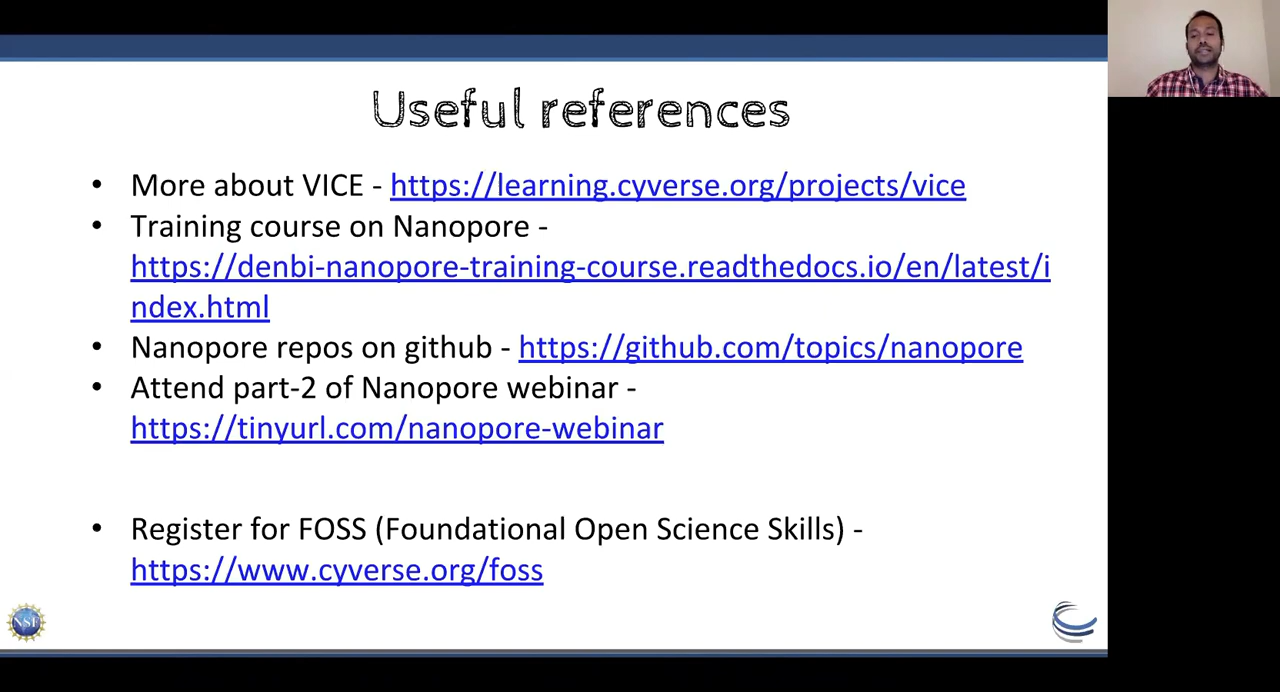 Useful references
• More about VICE - https://learning.cyverse.org/projects/vice
• Training course on Nanopore -
https://denbi-nanopore-training-course.readthedocs.io/en/latest/i
ndex.html
• Nanopore repos on github - https://github.com/topics/nanopore
• Attend part-2 of Nanopore webinar -
https://tinyurl.com/nanopore-webinar
• Register for FOSS (Foundational Open Science Skills) -
https://www.cyverse.org/foss
NSF